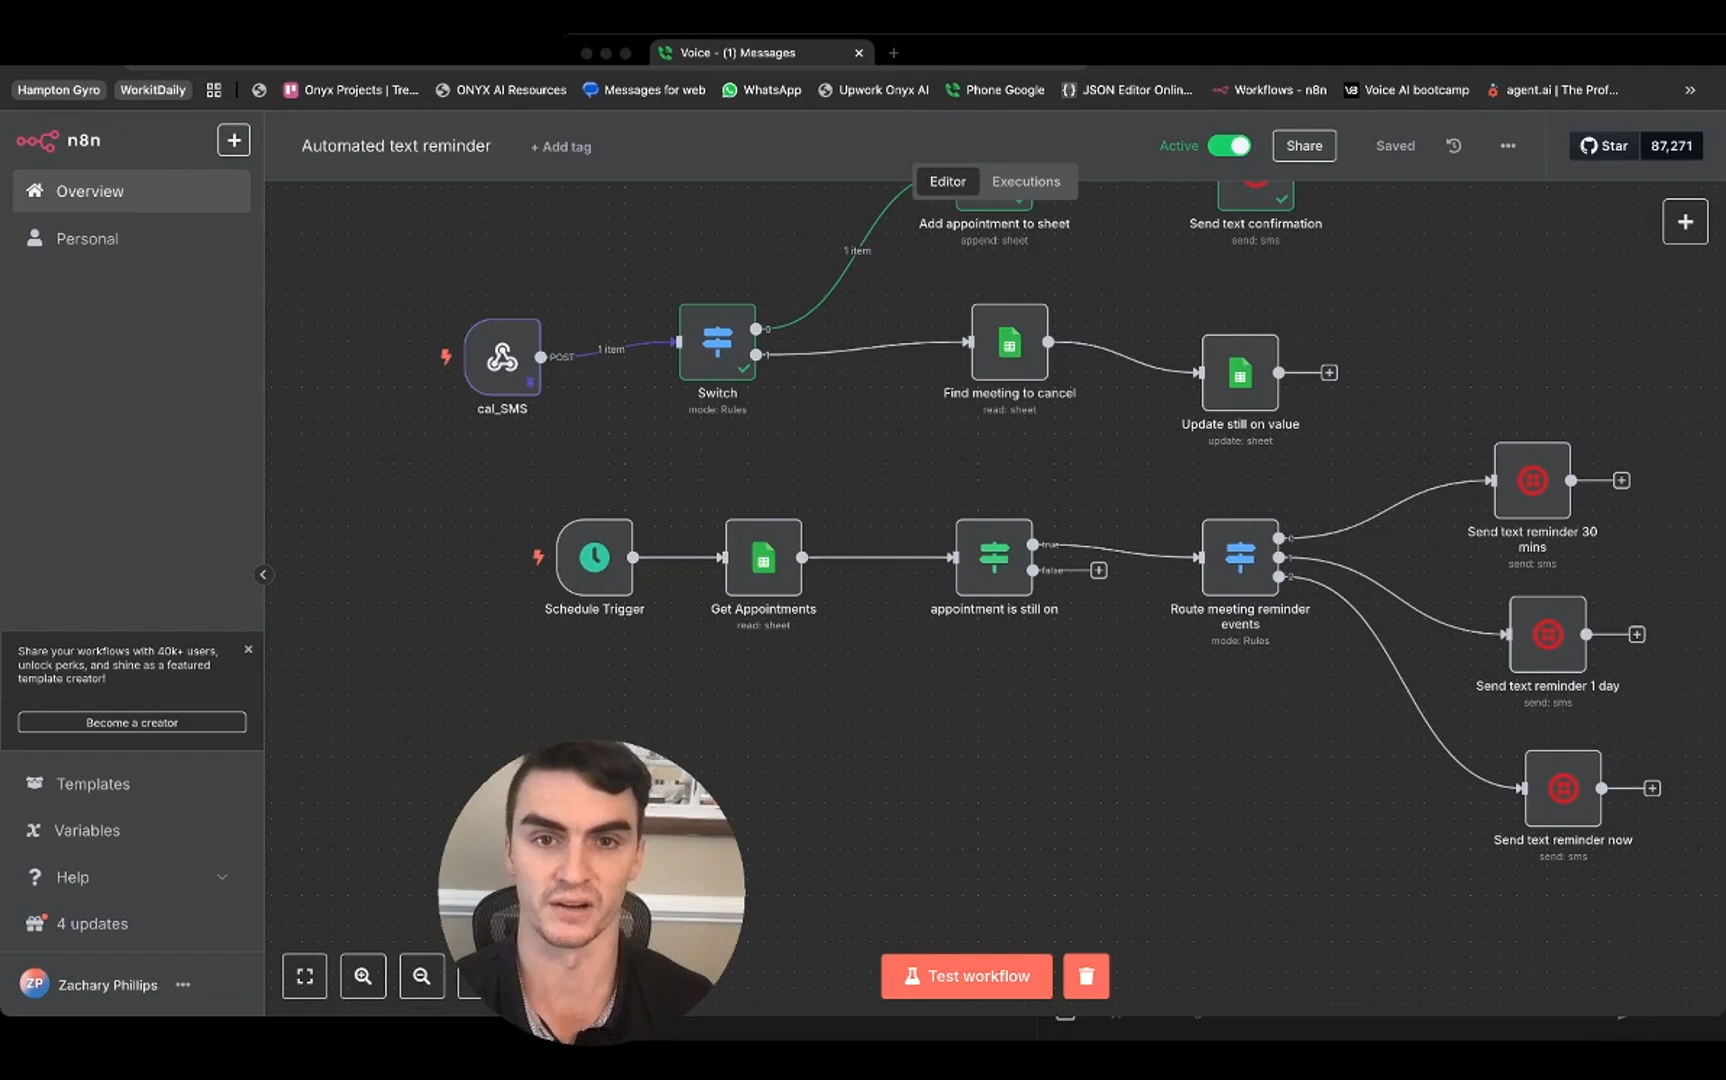 Voice - (1) Messages
Hampton Gyro
WorkitDaily
Onyx Projects | Tre...
ONYX AI Resources
Messages for web
WhatsApp
Upwork Onyx AI
Phone Google
JSON Editor Onlin...
Workflows - n8n
VB
Voice AI bootcamp
agent.ai | The Prof...
n8n
Automated text reminder
+ Add tag
Active
Share
Saved
Star
87,271
Overview
Personal
Editor
Executions
Add appointment to sheet
append: sheet
Send text confirmation
send: sms
1 item
POST
1 item
0
1
cal_SMS
Switch
mode: Rules
Find meeting to cancel
read: sheet
Update still on value
update: sheet
Schedule Trigger
Get Appointments
read: sheet
true
false
appointment is still on
0
1
2
Route meeting reminder
events
mode: Rules
Send text reminder 30
mins
send: sms
Send text reminder 1 day
send: sms
Send text reminder now
send: sms
Share your workflows with 40k+ users,
unlock perks, and shine as a featured
template creator!
Become a creator
Templates
Variables
Help
4 updates
ZP
Zachary Phillips
Test workflow